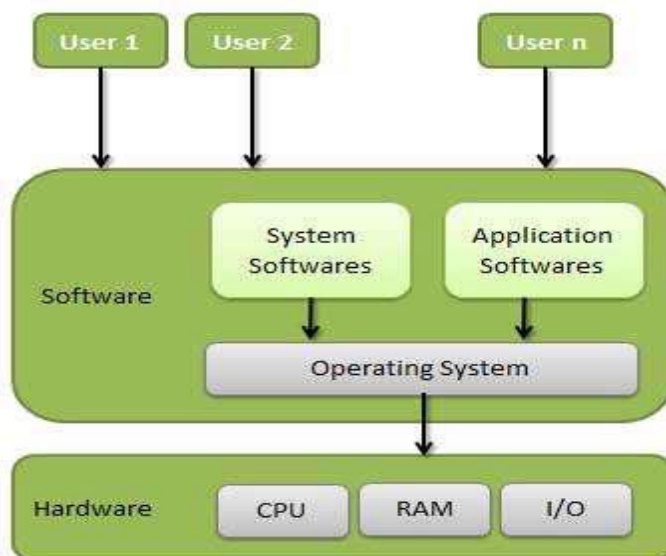 User 1
User 2
User n
System
Softwares
Application
Softwares
Software
Operating System
Hardware
CPU
RAM
I/O